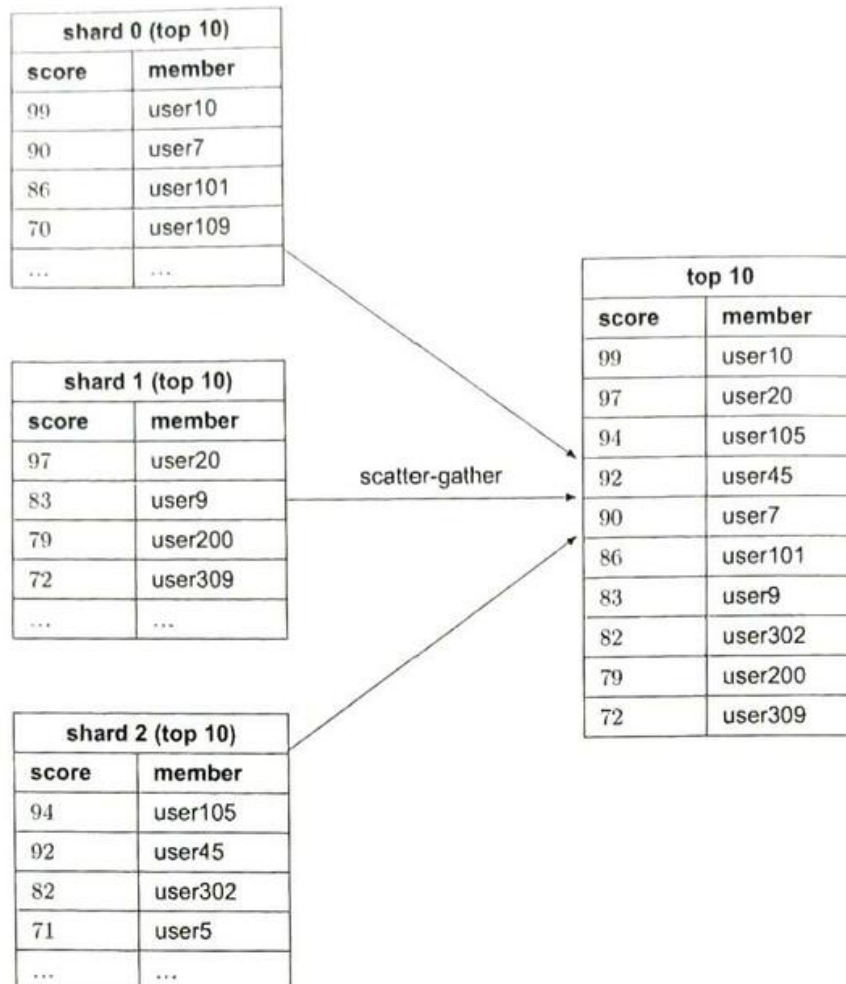 shard 0 (top 10)
score member
99 user10
90 user7
86 user101
70 user109
... ...
shard 1 (top 10)
score member
97 user20
83 user9
79 user200
72 user309
... ...
scatter-gather
shard 2 (top 10)
score member
94 user105
92 user45
82 user302
71 user5
... ...
top 10
score member
99 user10
97 user20
94 user105
92 user45
90 user7
86 user101
83 user9
82 user302
79 user200
72 user309